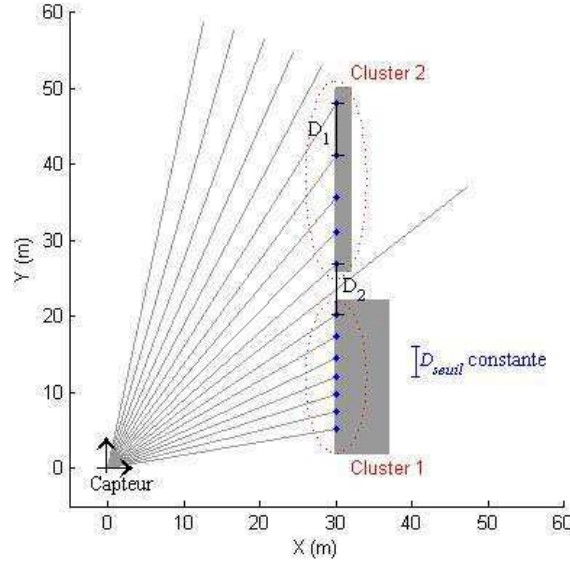 60
50
40
30
20
10
0
Y (m)
Cluster 2
D1
D2
Dseuil constante
Cluster 1
Capteur
0 10 20 30 40 50 60
X (m)